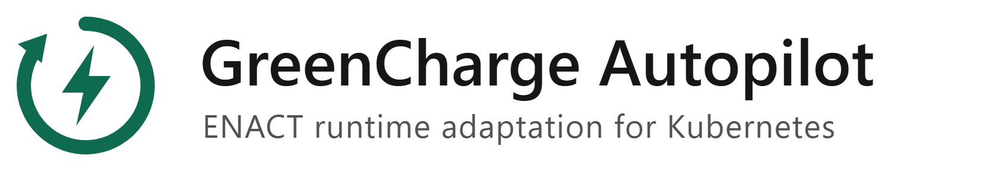 GreenCharge Autopilot
ENACT runtime adaptation for Kubernetes